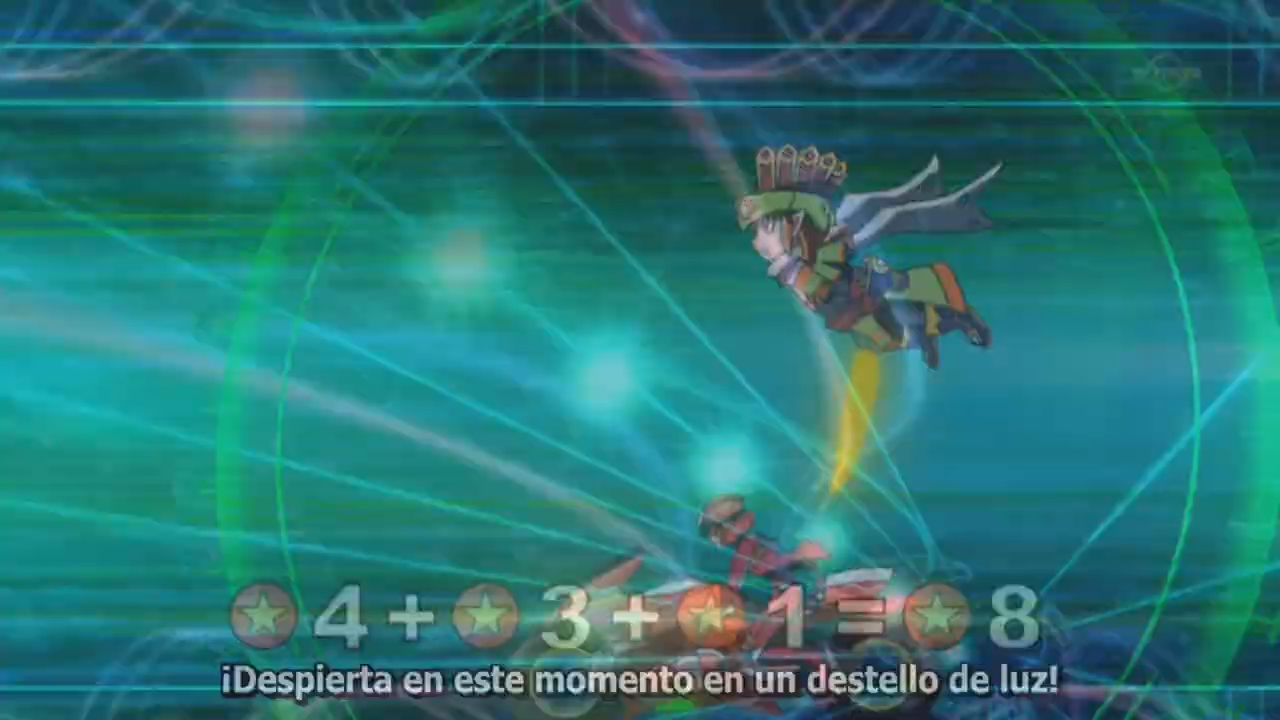 4 + 3 + 1 = 8
¡Despierta en este momento en un destello de luz!